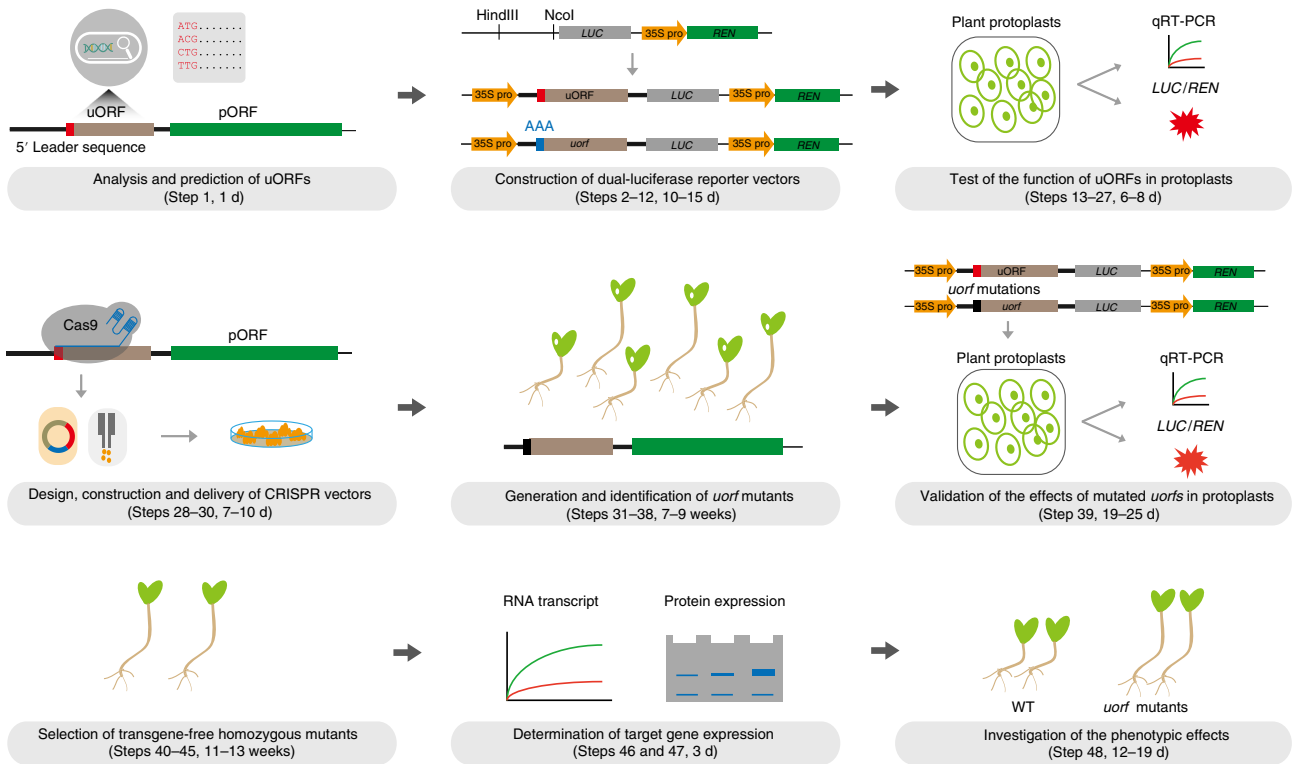 ATG.......
ACG.......
CTG.......
TTG.......
uORF
pORF
5′ Leader sequence
Analysis and prediction of uORFs
(Step 1, 1 d)
HindIII
NcoI
LUC
35S pro
REN
35S pro
uORF
LUC
35S pro
REN
AAA
35S pro
uorf
LUC
35S pro
REN
Construction of dual-luciferase reporter vectors
(Steps 2–12, 10–15 d)
Plant protoplasts
qRT-PCR
LUC/REN
Test of the function of uORFs in protoplasts
(Steps 13–27, 6–8 d)
Cas9
pORF
Design, construction and delivery of CRISPR vectors
(Steps 28–30, 7–10 d)
Generation and identification of uorf mutants
(Steps 31–38, 7–9 weeks)
35S pro
uORF
LUC
35S pro
REN
uorf mutations
35S pro
uorf
LUC
35S pro
REN
Plant protoplasts
qRT-PCR
LUC/REN
Validation of the effects of mutated uorfs in protoplasts
(Step 39, 19–25 d)
Selection of transgene-free homozygous mutants
(Steps 40–45, 11–13 weeks)
RNA transcript
Protein expression
Determination of target gene expression
(Steps 46 and 47, 3 d)
WT
uorf mutants
Investigation of the phenotypic effects
(Step 48, 12–19 d)